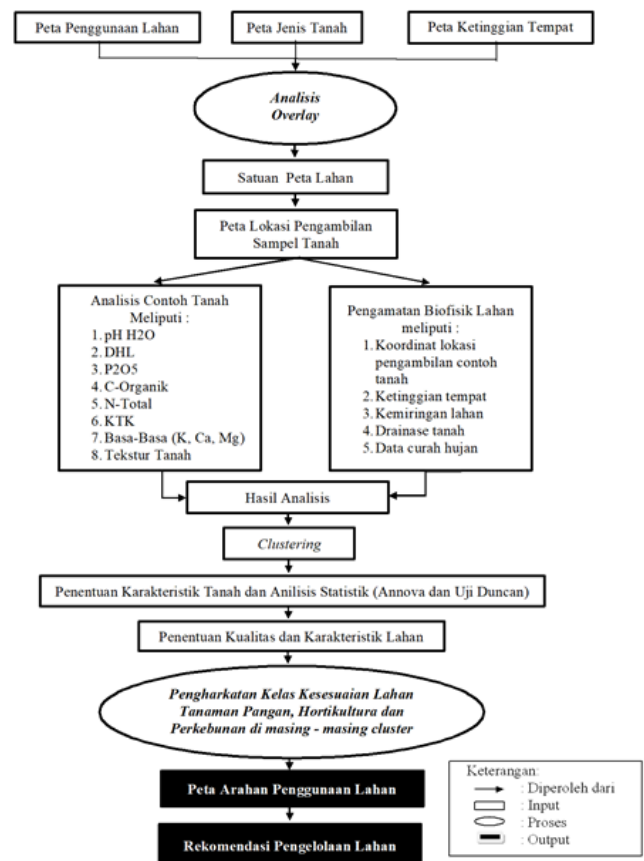 Peta Penggunaan Lahan
Peta Jenis Tanah
Peta Ketinggian Tempat
Analisis
Overlay
Satuan Peta Lahan
Peta Lokasi Pengambilan
Sampel Tanah
Analisis Contoh Tanah
Meliputi :
1. pH H2O
2. DHL
3. P2O5
4. C-Organik
5. N-Total
6. KTK
7. Basa-Basa (K, Ca, Mg)
8. Tekstur Tanah
Pengamatan Biofisik Lahan
meliputi :
1. Koordinat lokasi
pengambilan contoh
tanah
2. Ketinggian tempat
3. Kemiringan lahan
4. Drainase tanah
5. Data curah hujan
Hasil Analisis
Clustering
Penentuan Karakteristik Tanah dan Anilisis Statistik (Annova dan Uji Duncan)
Penentuan Kualitas dan Karakteristik Lahan
Pengharkatan Kelas Kesesuaian Lahan
Tanaman Pangan, Hortikultura dan
Perkebunan di masing - masing cluster
Peta Arahan Penggunaan Lahan
Rekomendasi Pengelolaan Lahan
Keterangan:
: Diperoleh dari
: Input
: Proses
: Output